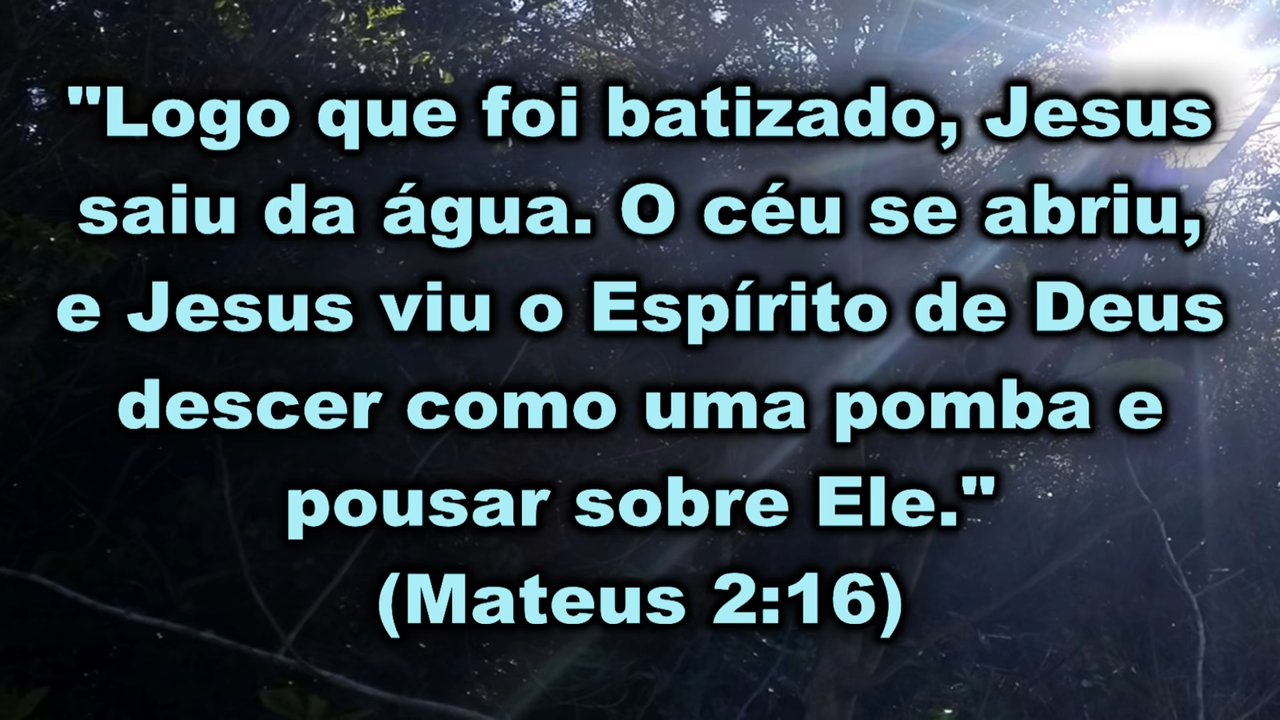 "Logo que foi batizado, Jesus
saiu da água. O céu se abriu,
e Jesus viu o Espírito de Deus
descer como uma pomba e
pousar sobre Ele."
(Mateus 2:16)